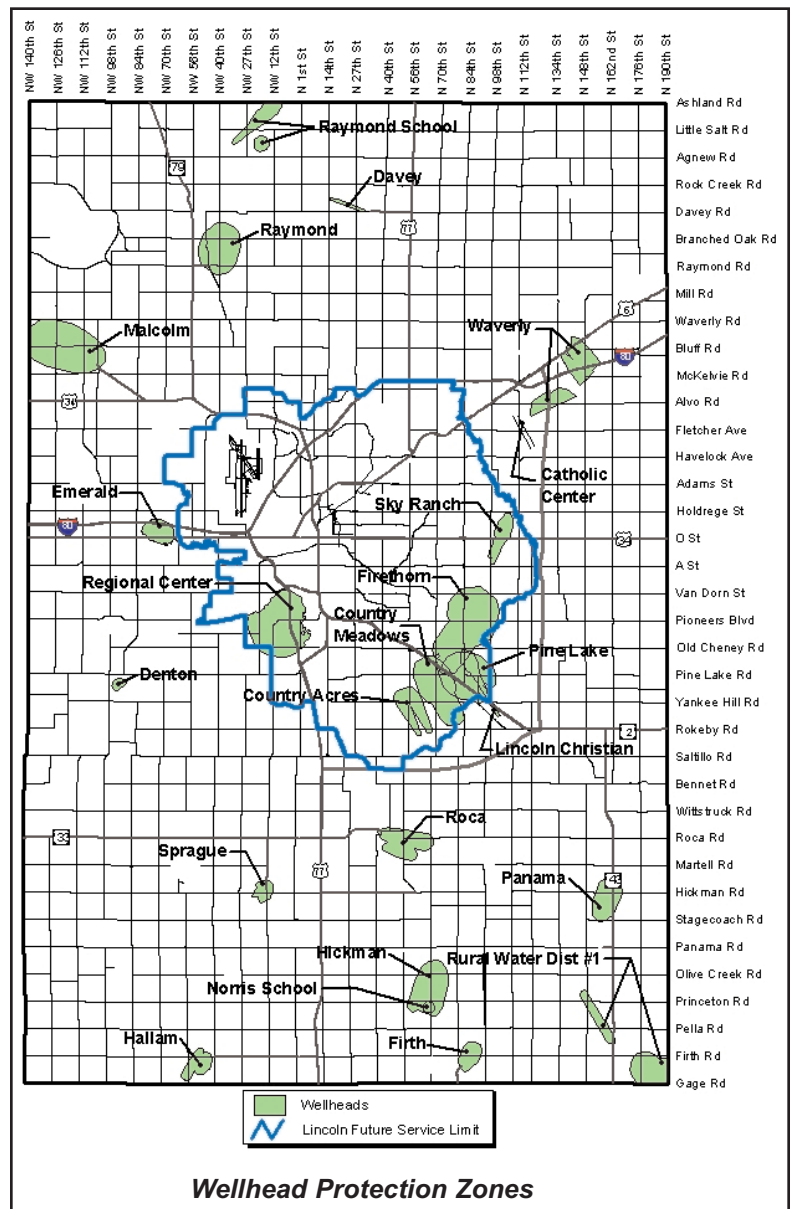 NW 140th St
NW 126th St
NW 112th St
NW 98th St
NW 84th St
NW 70th St
NW 56th St
NW 40th St
NW 27th St
NW 12th St
N 1st St
N 14th St
N 27th St
N 40th St
N 56th St
N 70th St
N 84th St
N 98th St
N 112th St
N 134th St
N 148th St
N 162nd St
N 176th St
N 190th St
Ashland Rd
Little Salt Rd
Agnew Rd
Rock Creek Rd
Davey Rd
Branched Oak Rd
Raymond Rd
Mill Rd
Waverly Rd
Bluff Rd
McKelvie Rd
Alvo Rd
Fletcher Ave
Havelock Ave
Adams St
Holdrege St
O St
A St
Van Dorn St
Pioneers Blvd
Old Cheney Rd
Pine Lake Rd
Yankee Hill Rd
Rokeby Rd
Saltillo Rd
Bennet Rd
Wittstruck Rd
Roca Rd
Martell Rd
Hickman Rd
Stagecoach Rd
Panama Rd
Olive Creek Rd
Princeton Rd
Pella Rd
Firth Rd
Gage Rd
Raymond School
79
Davey
77
Raymond
6
Malcolm
Waverly
80
34
Catholic
Center
Emerald
Sky Ranch
80
34
Regional Center
Firethorn
Country
Meadows
Pine Lake
Denton
Country Acres
2
Lincoln Christian
Roca
33
Sprague
77
Panama
43
Hickman
Rural Water Dist #1
Norris School
Hallam
Firth
Wellheads
Lincoln Future Service Limit
Wellhead Protection Zones